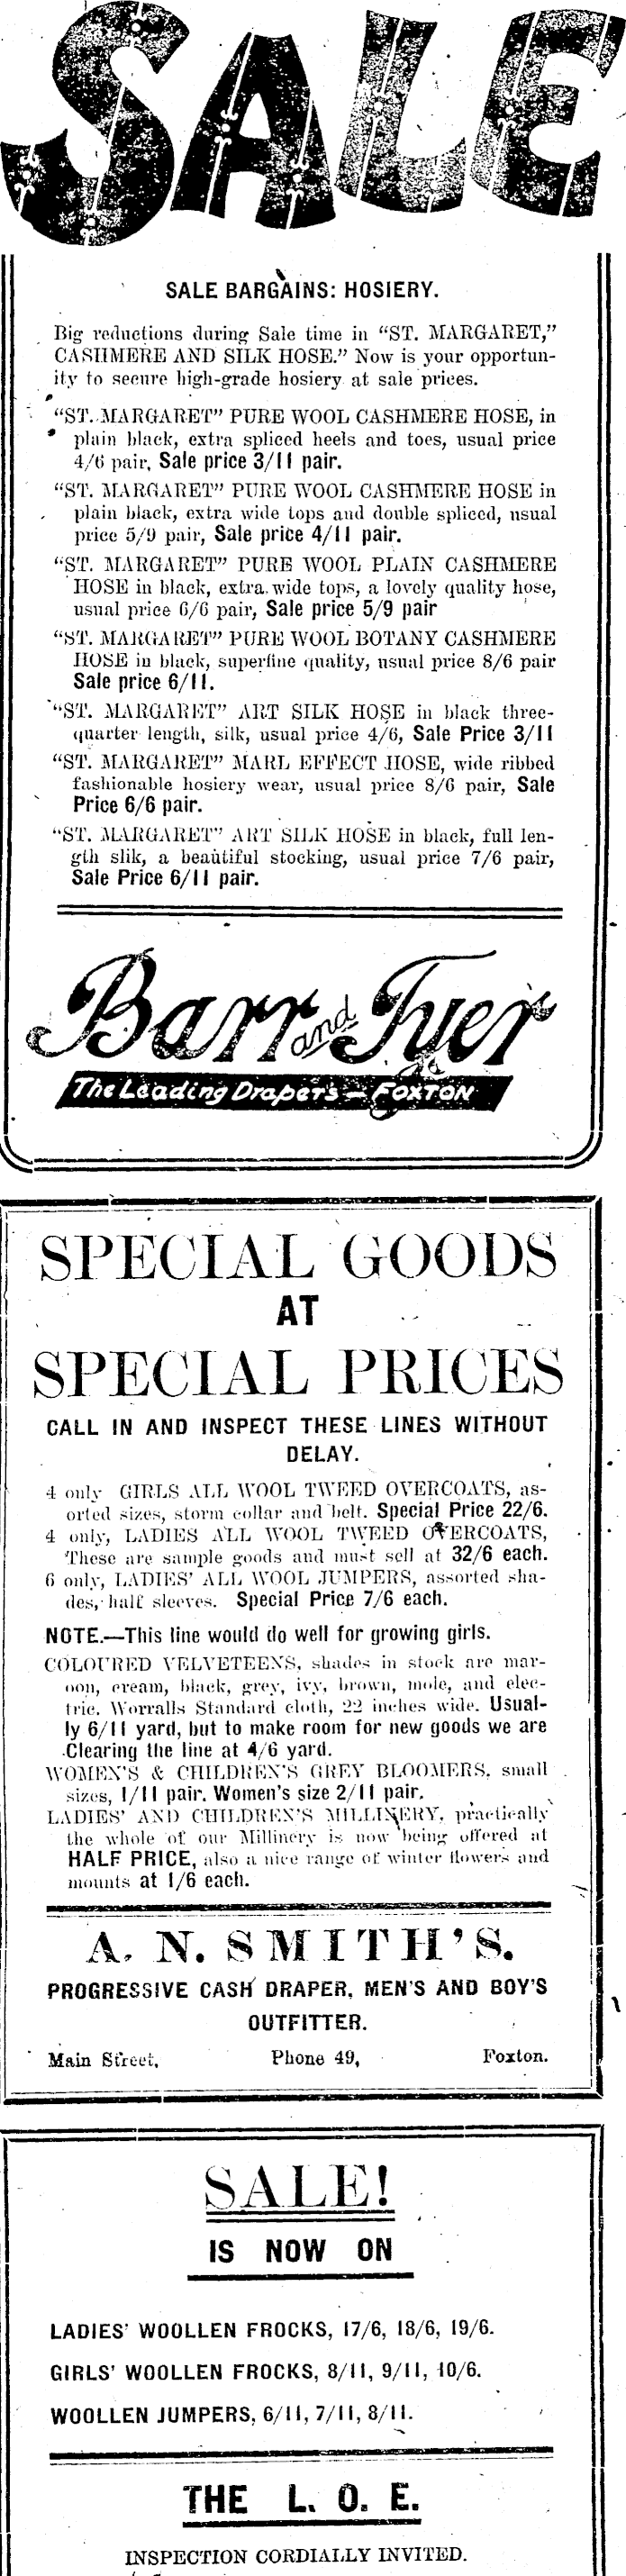 SALE
SALE BARGAINS: HOSIERY.
Big reductions during Sale time in “ST. MARGARET,”
CASHMERE AND SILK HOSE.” Now is your opportun-
ity to secure high-grade hosiery at sale prices.
“ST. MARGARET” PURE WOOL CASHMERE HOSE, in
plain black, extra spliced heels and toes, usual price
4/6 pair, Sale price 3/11 pair.
“ST. MARGARET” PURE WOOL CASHMERE HOSE in
plain black, extra wide tops and double spliced, usual
price 5/9 pair, Sale price 4/11 pair.
“ST. MARGARET” PURE WOOL PLAIN CASHMERE
HOSE in black, extra wide tops, a lovely quality hose,
usual price 6/6 pair, Sale price 5/9 pair
“ST. MARGARET” PURE WOOL BOTANY CASHMERE
HOSE in black, superfine quality, usual price 8/6 pair
Sale price 6/11.
“ST. MARGARET” ART SILK HOSE in black three-
quarter length, silk, usual price 4/6, Sale Price 3/11
“ST. MARGARET” MARL EFFECT HOSE, wide ribbed
fashionable hosiery wear, usual price 8/6 pair, Sale
Price 6/6 pair.
“ST. MARGARET” ART SILK HOSE in black, full len-
gth slik, a beautiful stocking, usual price 7/6 pair,
Sale Price 6/11 pair.
Barr and Tyer
The Leading Drapers — FOXTON
SPECIAL GOODS
AT
SPECIAL PRICES
CALL IN AND INSPECT THESE LINES WITHOUT
DELAY.
4 only GIRLS ALL WOOL TWEED OVERCOATS, as-
orted sizes, storm collar and belt. Special Price 22/6.
4 only, LADIES ALL WOOL TWEED OVERCOATS,
These are sample goods and must sell at 32/6 each.
6 only, LADIES’ ALL WOOL JUMPERS, assorted sha-
des, half sleeves. Special Price 7/6 each.
NOTE.—This line would do well for growing girls.
COLOURED VELVETEENS, shades in stock are mar-
oon, cream, black, grey, ivy, brown, mole, and elec-
tric. Worralls Standard cloth, 22 inches wide. Usual-
ly 6/11 yard, but to make room for new goods we are
Clearing the line at 4/6 yard.
WOMEN’S & CHILDREN’S GREY BLOOMERS, small
sizes, 1/11 pair. Women’s size 2/11 pair.
LADIES’ AND CHILDREN’S MILLINERY, practically
the whole of our Millinery is now being offered at
HALF PRICE, also a nice range of winter flowers and
mounts at 1/6 each.
A. N. SMITH’S.
PROGRESSIVE CASH DRAPER, MEN’S AND BOY’S
OUTFITTER.
Main Street, Phone 49, Foxton.
SALE!
IS NOW ON
LADIES’ WOOLLEN FROCKS, 17/6, 18/6, 19/6.
GIRLS’ WOOLLEN FROCKS, 8/11, 9/11, 10/6.
WOOLLEN JUMPERS, 6/11, 7/11, 8/11.
THE L. O. E.
INSPECTION CORDIALLY INVITED.